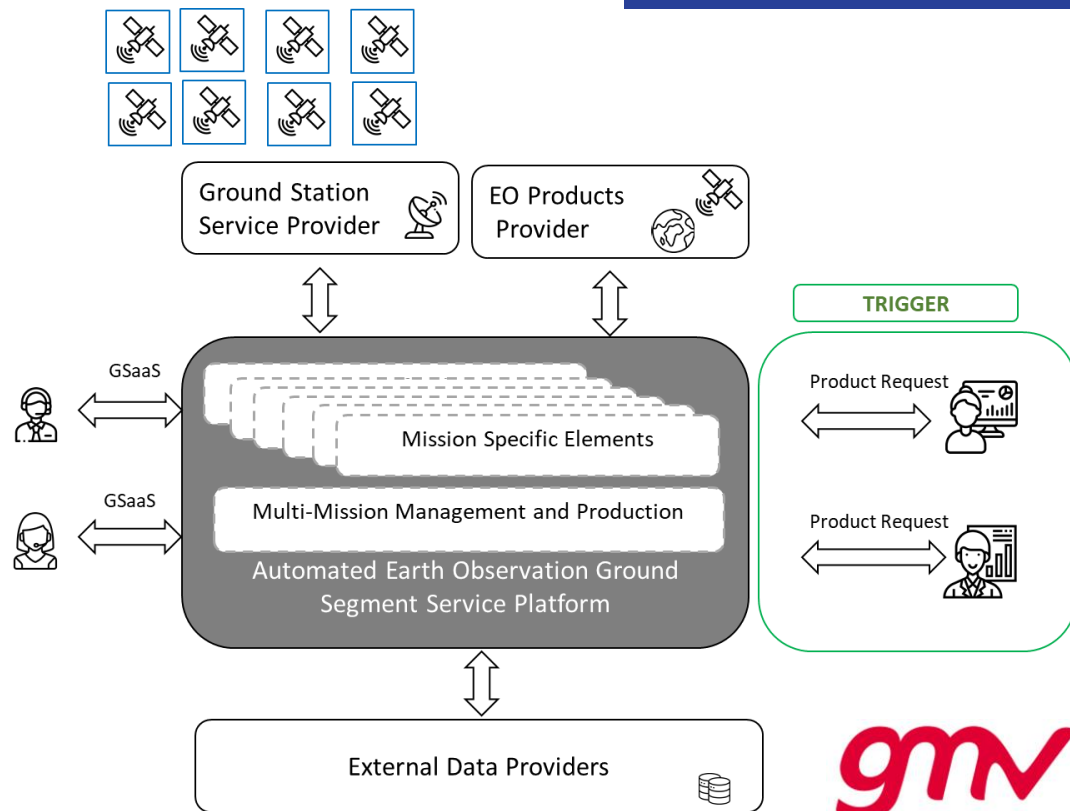 Ground Station
Service Provider
EO Products
Provider
TRIGGER
GSaaS
Product Request
Mission Specific Elements
GSaaS
Multi-Mission Management and Production
Product Request
Automated Earth Observation Ground
Segment Service Platform
External Data Providers
gmv